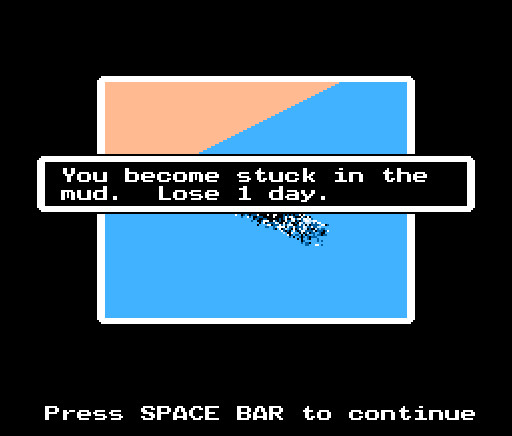 You become stuck in the
mud.  Lose 1 day.
Press SPACE BAR to continue